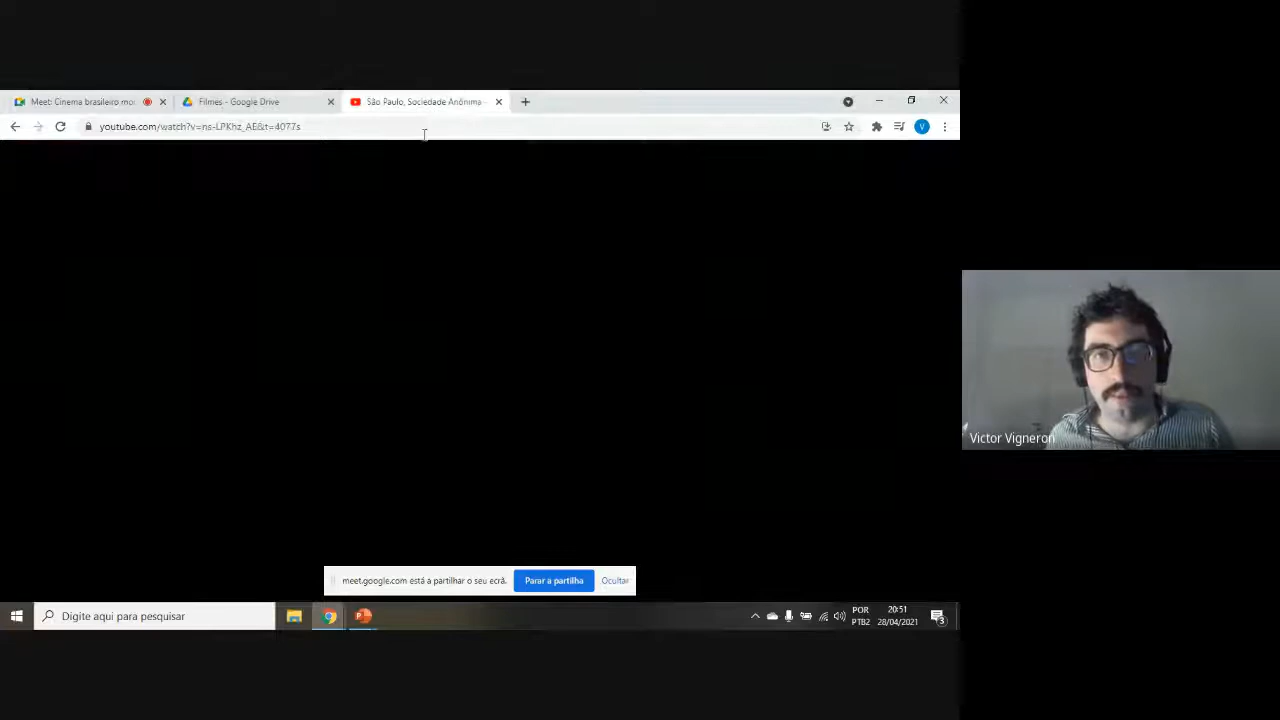 Meet: Cinema brasileiro mo
Filmes - Google Drive
São Paulo, Sociedade Anônima -
youtube.com/watch?v=ns-LPKhz_AE&t=4077s
V
Victor Vigneron
meet.google.com está a partilhar o seu ecrã.
Parar a partilha
Ocultar
Digite aqui para pesquisar
POR
PTB2
20:51
28/04/2021
3